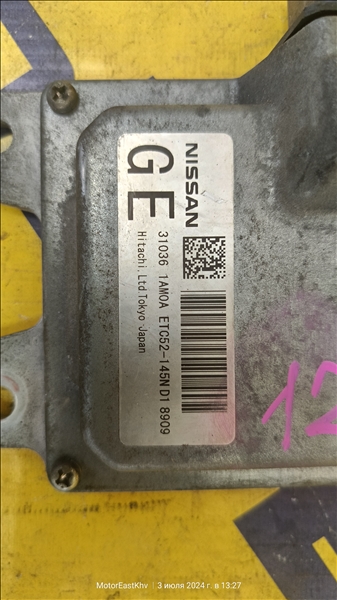 NISSAN
GE
31036 1AM0A ETC52-145N D1 8909
Hitachi, Ltd Tokyo Japan
12
MotorEastKhv | 3 июля 2024 г. в 13:27